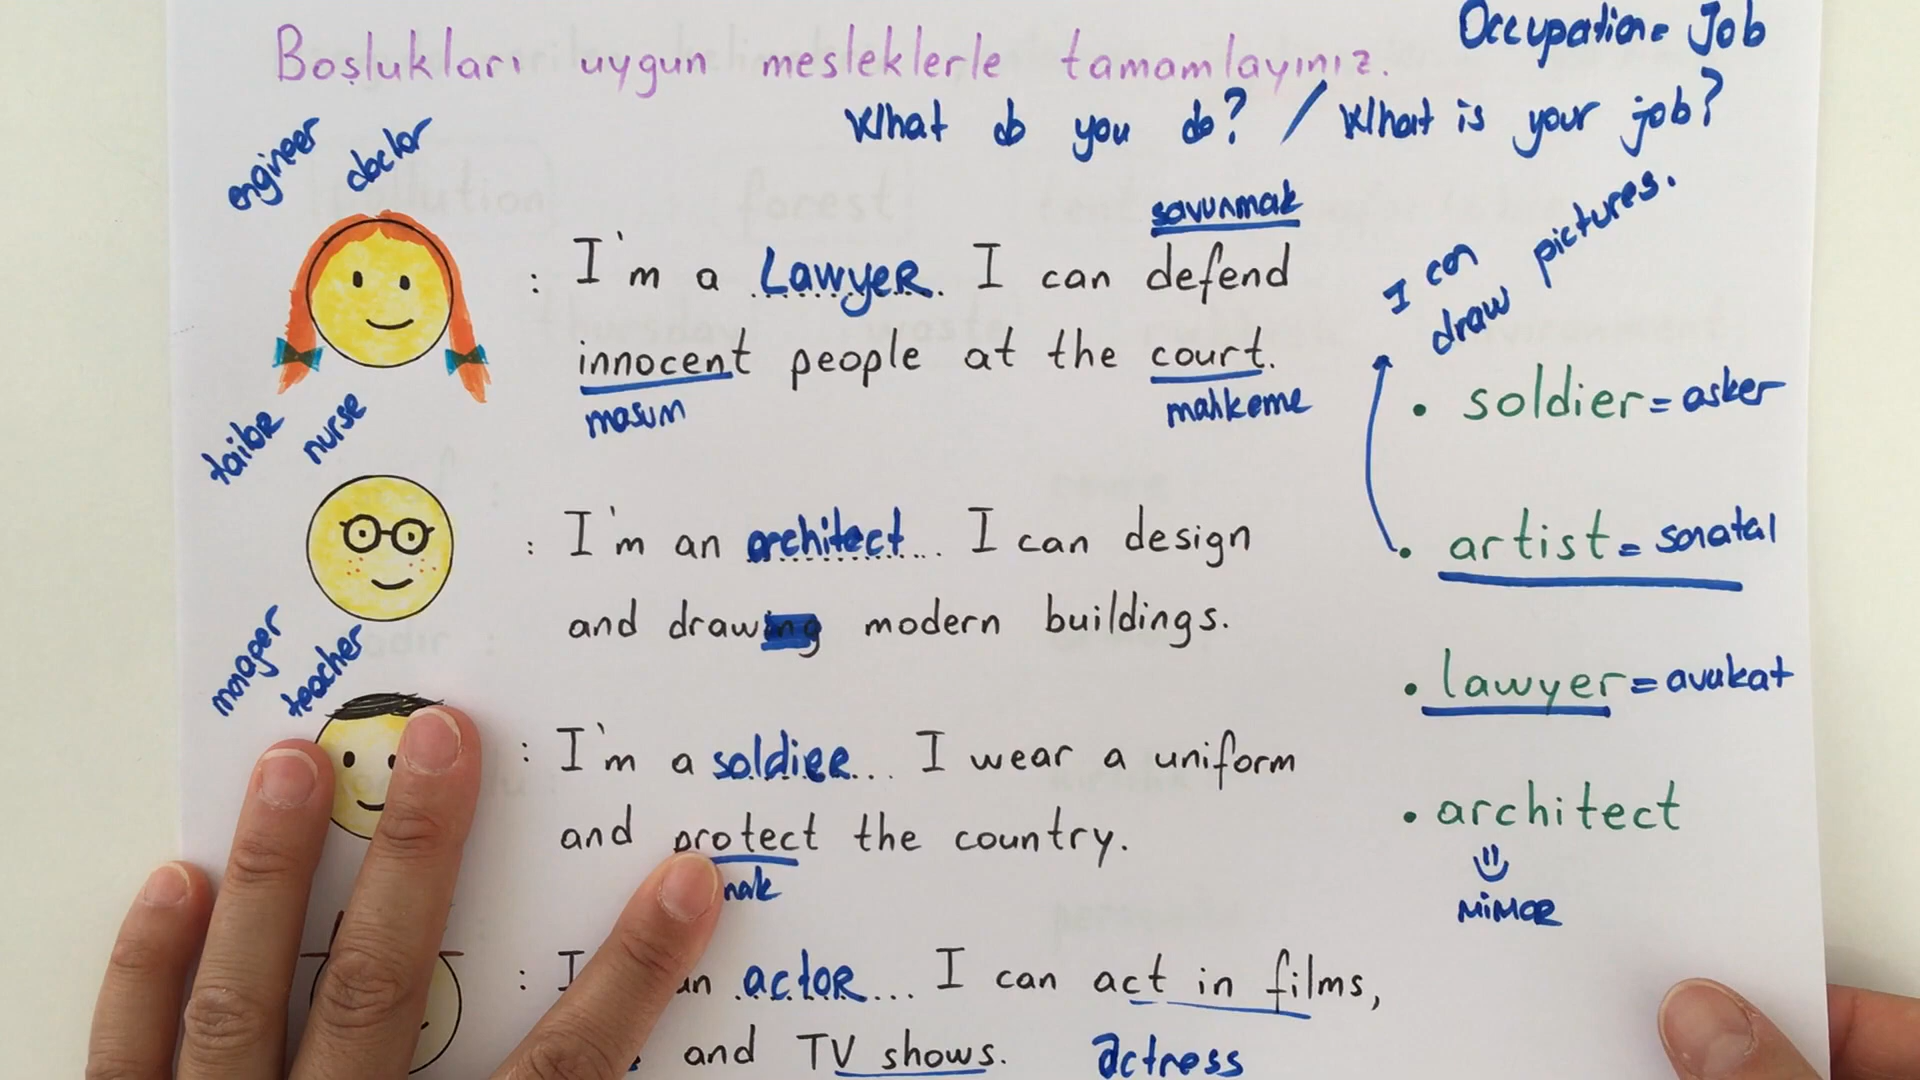 Occupation = Job
Boşlukları uygun mesleklerle tamamlayınız.
What do you do? / What is your job?
engineer
doctor
savunmak
: I'm a Lawyer. I can defend
innocent people at the court.
masum
mahkeme
I can draw pictures.
soldier = asker
tailor
nurse
: I'm an architect... I can design
and drawing modern buildings.
artist = sanatçı
manager
teacher
lawyer = avukat
: I'm a soldier... I wear a uniform
and protect the country.
architect
mimar
: I an actor... I can act in films,
and TV shows.
actress